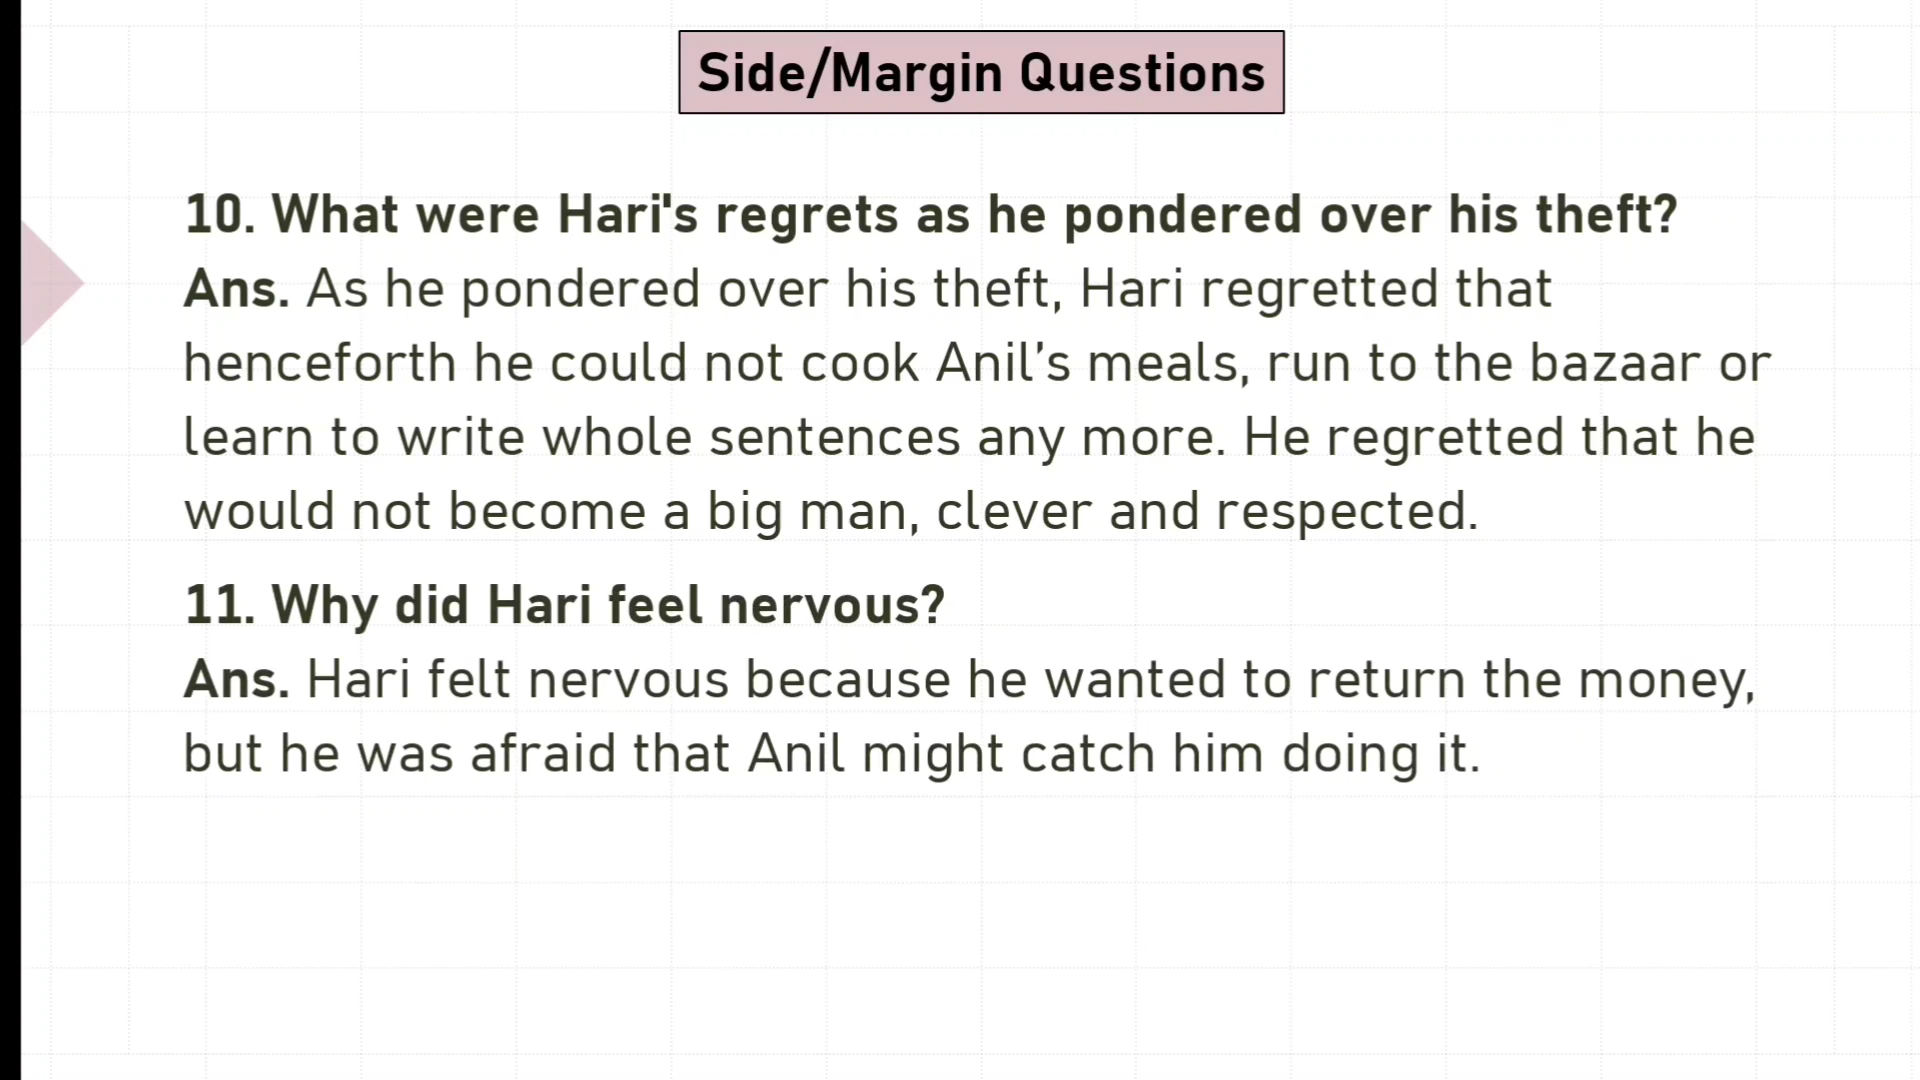 Side/Margin Questions
10. What were Hari's regrets as he pondered over his theft?
Ans. As he pondered over his theft, Hari regretted that
henceforth he could not cook Anil’s meals, run to the bazaar or
learn to write whole sentences any more. He regretted that he
would not become a big man, clever and respected.
11. Why did Hari feel nervous?
Ans. Hari felt nervous because he wanted to return the money,
but he was afraid that Anil might catch him doing it.